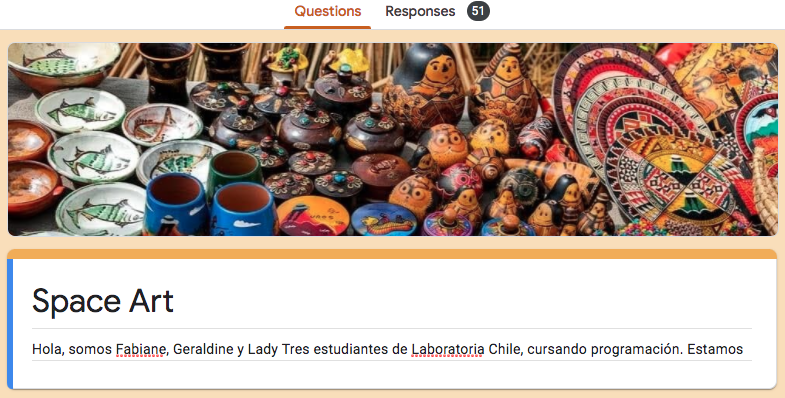 Questions Responses 51
Space Art
Hola, somos Fabiane, Geraldine y Lady Tres estudiantes de Laboratoria Chile, cursando programación. Estamos